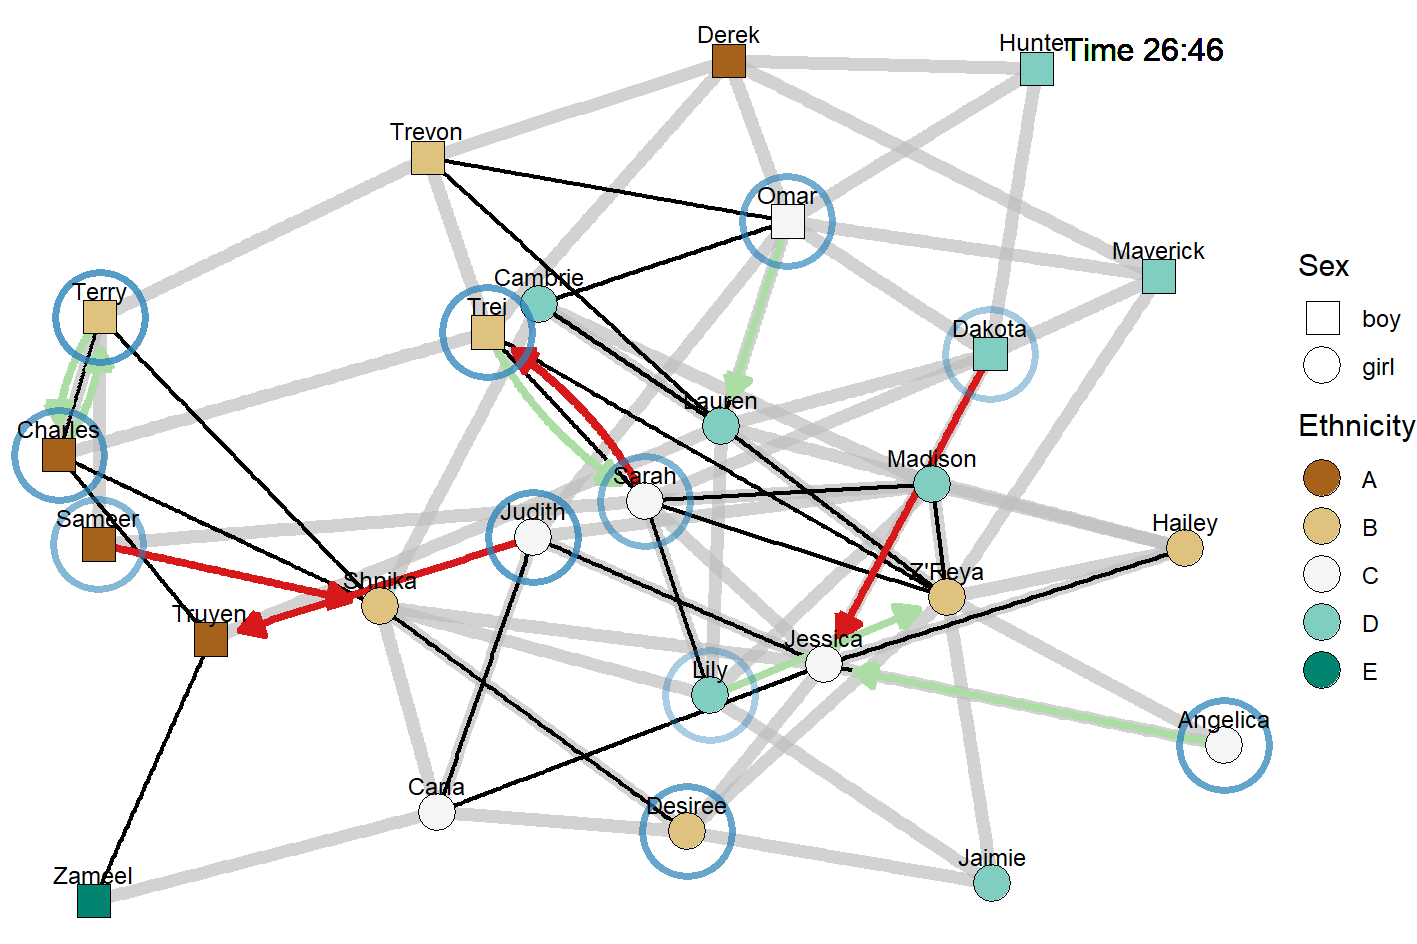 Derek
Hunter
Time 26:46
Trevon
Omar
Maverick
Cambrie
Terry
Trei
Dakota
Lauren
Charles
Madison
Sarah
Judith
Sameer
Hailey
Z'Reya
Shnika
Truyen
Jessica
Lily
Angelica
Cana
Desiree
Jaimie
Zameel
Sex
boy
girl
Ethnicity
A
B
C
D
E